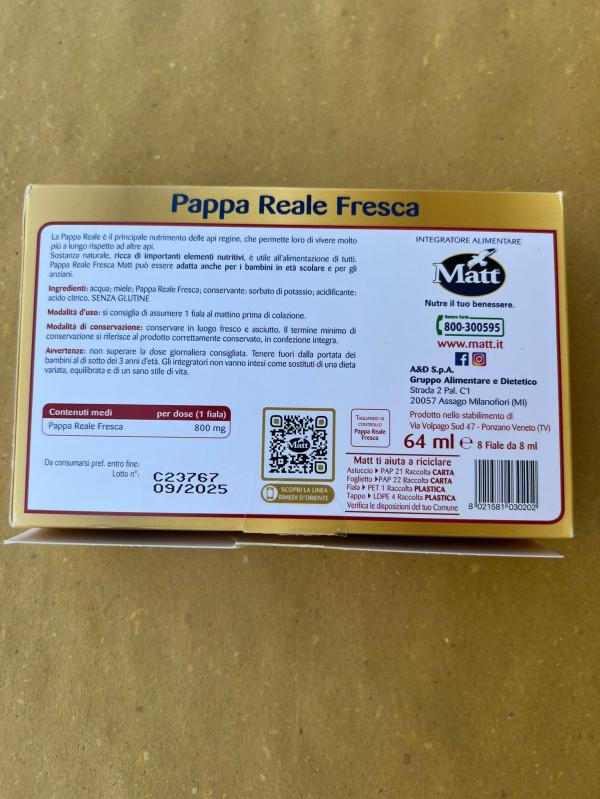 Pappa Reale Fresca
La Pappa Reale è il principale nutrimento delle api regine, che permette loro di vivere molto
più a lungo rispetto ad altre api.
Sostanza naturale, ricca di importanti elementi nutritivi, è utile all'alimentazione di tutti.
Pappa Reale Fresca Matt può essere adatta anche per i bambini in età scolare e per gli
anziani.
Ingredienti: acqua; miele; Pappa Reale Fresca; conservante: sorbato di potassio; acidificante:
acido citrico. SENZA GLUTINE
Modalità d'uso: si consiglia di assumere 1 fiala al mattino prima di colazione.
Modalità di conservazione: conservare in luogo fresco e asciutto. Il termine minimo di
conservazione si riferisce al prodotto correttamente conservato, in confezione integra.
Avvertenze: non superare la dose giornaliera consigliata. Tenere fuori dalla portata dei
bambini al di sotto dei 3 anni d'età. Gli integratori non vanno intesi come sostituti di una dieta
variata, equilibrata e di un sano stile di vita.
Contenuti medi per dose (1 fiala)
Pappa Reale Fresca 800 mg
Da consumarsi pref. entro fine:
Lotto n°:
C23767
09/2025
Matt
SCOPRI LA LINEA
RIMEDI D'ORIENTE
INTEGRATORE ALIMENTARE
Matt
Nutre il tuo benessere.
Numero Verde
800-300595
www.matt.it
A&D S.p.A.
Gruppo Alimentare e Dietetico
Strada 2 Pal. C1
20057 Assago Milanofiori (MI)
Prodotto nello stabilimento di
Via Volpago Sud 47 - Ponzano Veneto (TV)
TAGLIANDO DI
CONTROLLO
Pappa Reale
Fresca
64 ml e 8 Fiale da 8 ml
Matt ti aiuta a riciclare
Astuccio ▸ PAP 21 Raccolta CARTA
Foglietto ▸ PAP 22 Raccolta CARTA
Fiala ▸ PET 1 Raccolta PLASTICA
Tappo ▸ LDPE 4 Raccolta PLASTICA
Verifica le disposizioni del tuo Comune
8 021581 030202